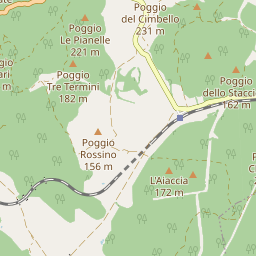 Poggio
del Cimbello
231 m
Poggio
Le Pianelle
221 m
Poggio
Tre Termini
182 m
Poggio
dello Stacci
162 m
Poggio
Rossino
156 m
L'Aiaccia
172 m